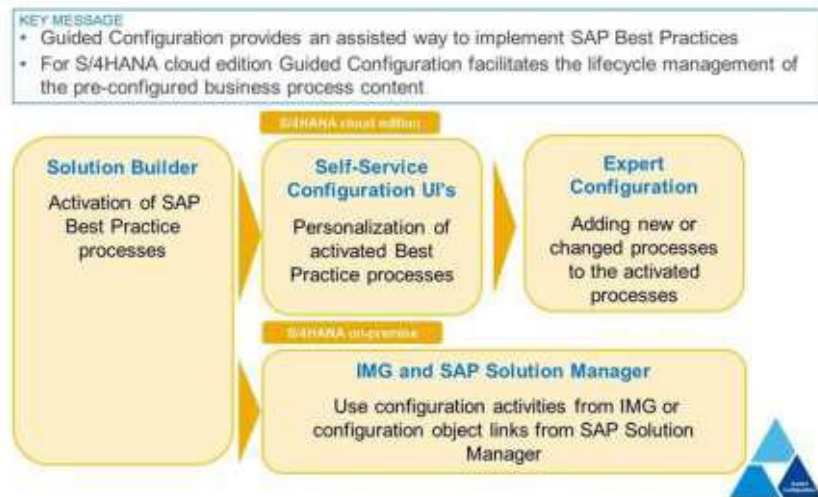 KEY MESSAGE
• Guided Configuration provides an assisted way to implement SAP Best Practices
• For S/4HANA cloud edition Guided Configuration facilitates the lifecycle management of
the pre-configured business process content
S/4HANA cloud edition
Solution Builder
Activation of SAP
Best Practice
processes
Self-Service
Configuration UI's
Personalization of
activated Best
Practice processes
Expert
Configuration
Adding new or
changed processes
to the activated
processes
S/4HANA on-premise
IMG and SAP Solution Manager
Use configuration activities from IMG or
configuration object links from SAP Solution
Manager
Guided
Configuration